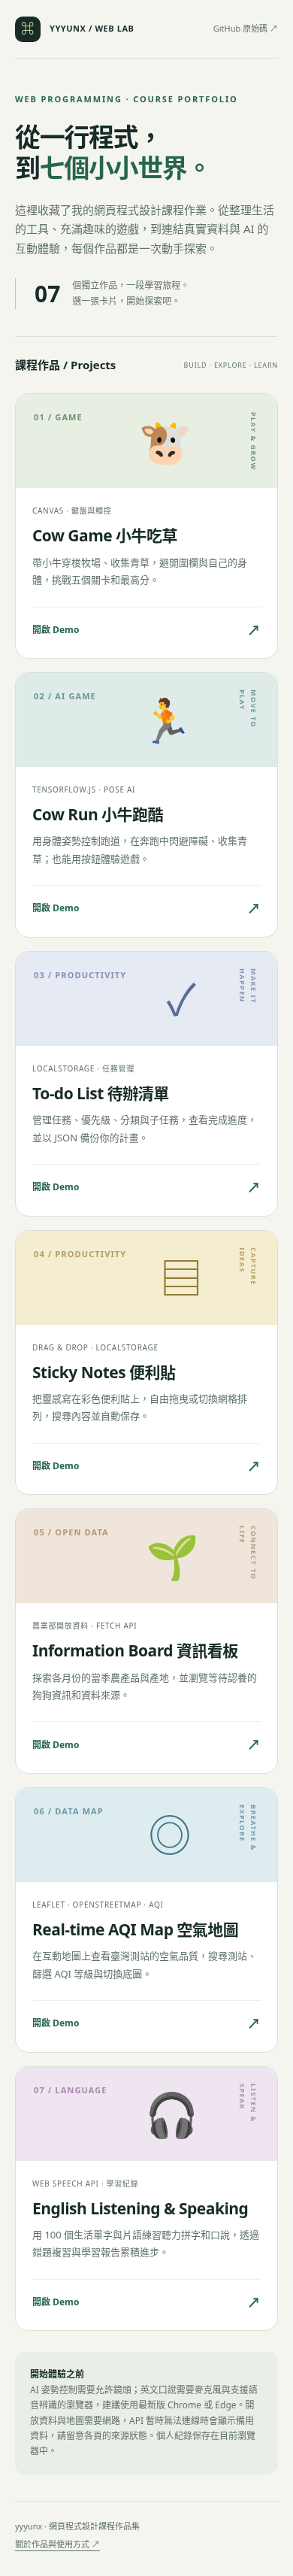 YYYUNX / WEB LAB
GitHub 原始碼 ↗
WEB PROGRAMMING · COURSE PORTFOLIO
從一行程式，
到七個小小世界。
這裡收藏了我的網頁程式設計課程作業。從整理生活
的工具、充滿趣味的遊戲，到連結真實資料與 AI 的
互動體驗，每個作品都是一次動手探索。
07
個獨立作品，一段學習旅程。
選一張卡片，開始探索吧。
課程作品 / Projects
BUILD · EXPLORE · LEARN
01 / GAME
PLAY & GROW
CANVAS · 鍵盤與觸控
Cow Game 小牛吃草
帶小牛穿梭牧場、收集青草，避開圍欄與自己的身
體，挑戰五個關卡和最高分。
開啟 Demo ↗
02 / AI GAME
MOVE TO
PLAY
TENSORFLOW.JS · POSE AI
Cow Run 小牛跑酷
用身體姿勢控制跑道，在奔跑中閃避障礙、收集青
草；也能用按鈕體驗遊戲。
開啟 Demo ↗
03 / PRODUCTIVITY
MAKE IT
HAPPEN
LOCALSTORAGE · 任務管理
To-do List 待辦清單
管理任務、優先級、分類與子任務，查看完成進度，
並以 JSON 備份你的計畫。
開啟 Demo ↗
04 / PRODUCTIVITY
CAPTURE
IDEAS
DRAG & DROP · LOCALSTORAGE
Sticky Notes 便利貼
把靈感寫在彩色便利貼上，自由拖曳或切換網格排
列，搜尋內容並自動保存。
開啟 Demo ↗
05 / OPEN DATA
CONNECT TO
LIFE
農業部開放資料 · FETCH API
Information Board 資訊看板
探索各月份的當季農產品與產地，並瀏覽等待認養的
狗狗資訊和資料來源。
開啟 Demo ↗
06 / DATA MAP
BREATHE &
EXPLORE
LEAFLET · OPENSTREETMAP · AQI
Real-time AQI Map 空氣地圖
在互動地圖上查看臺灣測站的空氣品質，搜尋測站、
篩選 AQI 等級與切換底圖。
開啟 Demo ↗
07 / LANGUAGE
LISTEN &
SPEAK
WEB SPEECH API · 學習紀錄
English Listening & Speaking
用 100 個生活單字與片語練習聽力拼字和口說，透過
錯題複習與學習報告累積進步。
開啟 Demo ↗
開始體驗之前
AI 姿勢控制需要允許鏡頭；英文口說需要麥克風與支援語
音辨識的瀏覽器，建議使用最新版 Chrome 或 Edge。開
放資料與地圖需要網路，API 暫時無法連線時會顯示備用
資料，請留意各頁的來源狀態。個人紀錄保存在目前瀏覽
器中。
yyyunx · 網頁程式設計課程作品集
關於作品與使用方式 ↗